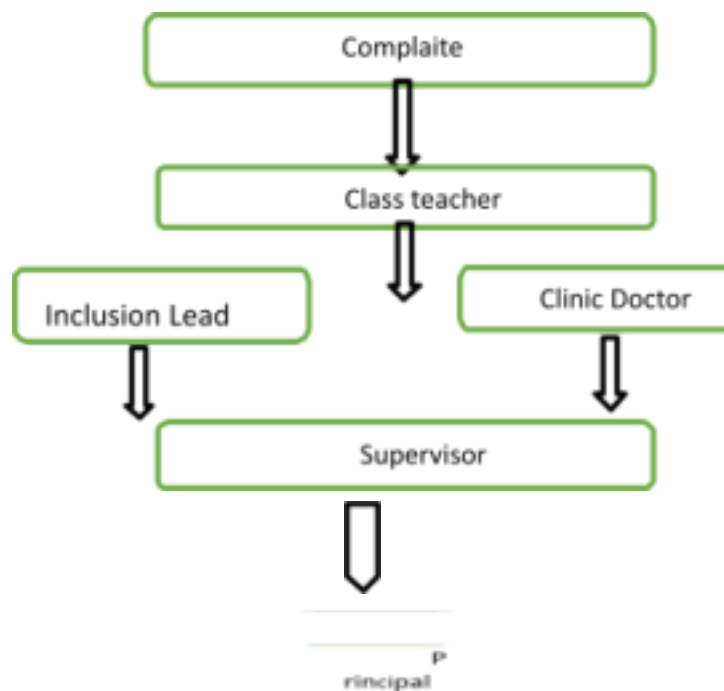 Complaite
Class teacher
Inclusion Lead
Clinic Doctor
Supervisor
P
rincipal